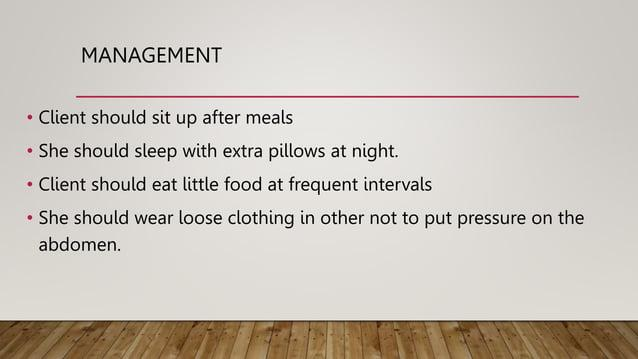 MANAGEMENT
• Client should sit up after meals
• She should sleep with extra pillows at night.
• Client should eat little food at frequent intervals
• She should wear loose clothing in other not to put pressure on the
abdomen.